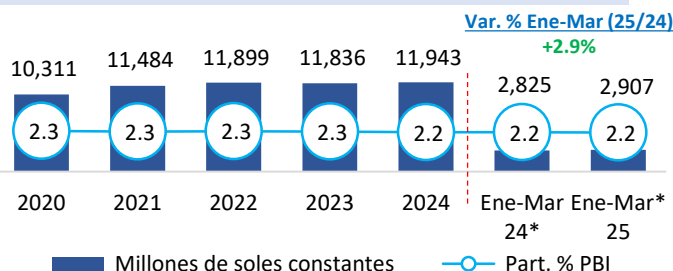 Var. % Ene-Mar (25/24)
+2.9%
10,311 11,484 11,899 11,836 11,943 2,825 2,907
2.3 2.3 2.3 2.3 2.2 2.2 2.2
2020 2021 2022 2023 2024 Ene-Mar Ene-Mar*
24* 25
Millones de soles constantes Part. % PBI